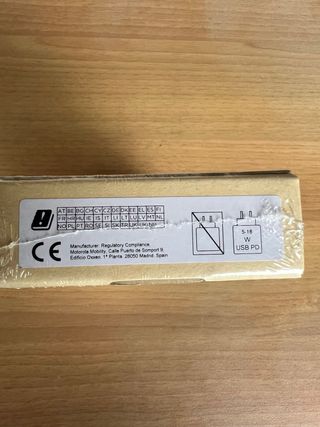 AT BE BG CH CY CZ DE DK EE EL ES FI
FR HR HU IE IS IT LI LT LU LV MT NL
NO PL PT RO SE SI SK TR UK
CE
Manufacturer: Regulatory Compliance,
Motorola Mobility, Calle Puerto de Somport 9,
Edificio Oxxeo, 1ª Planta, 28050 Madrid, Spain
5-18
W
USB PD